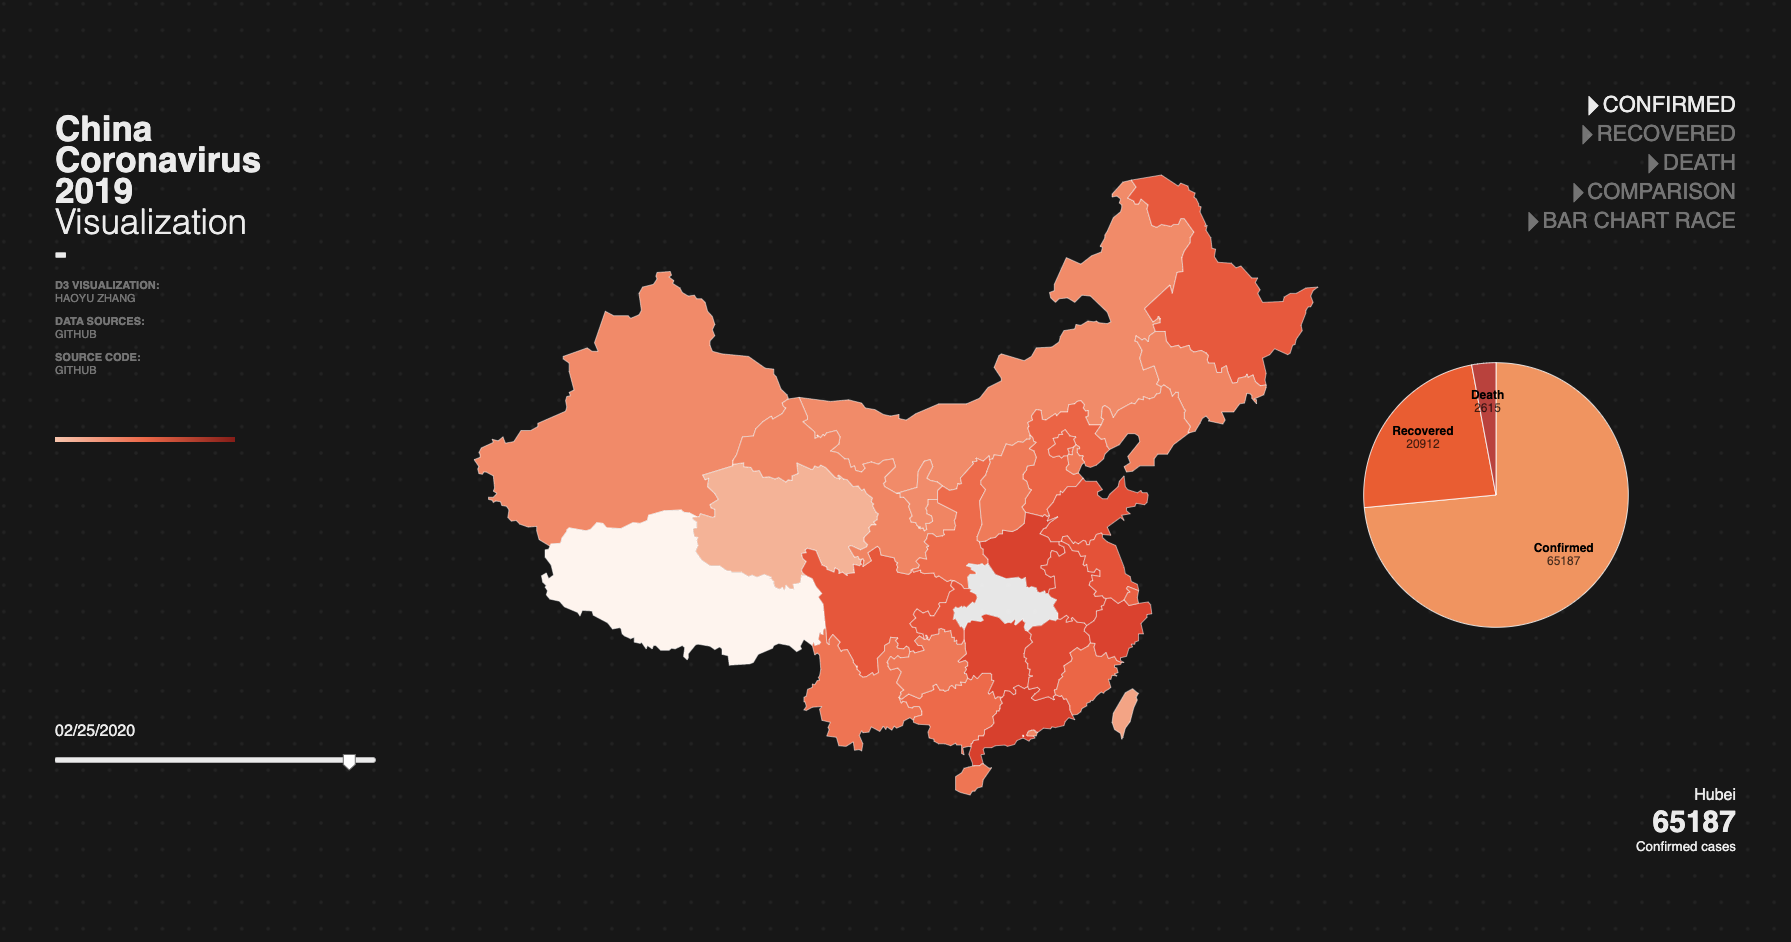 China
Coronavirus
2019
Visualization
D3 VISUALIZATION:
HAOYU ZHANG
DATA SOURCES:
GITHUB
SOURCE CODE:
GITHUB
02/25/2020
CONFIRMED
RECOVERED
DEATH
COMPARISON
BAR CHART RACE
Death
2615
Recovered
20912
Confirmed
65187
Hubei
65187
Confirmed cases